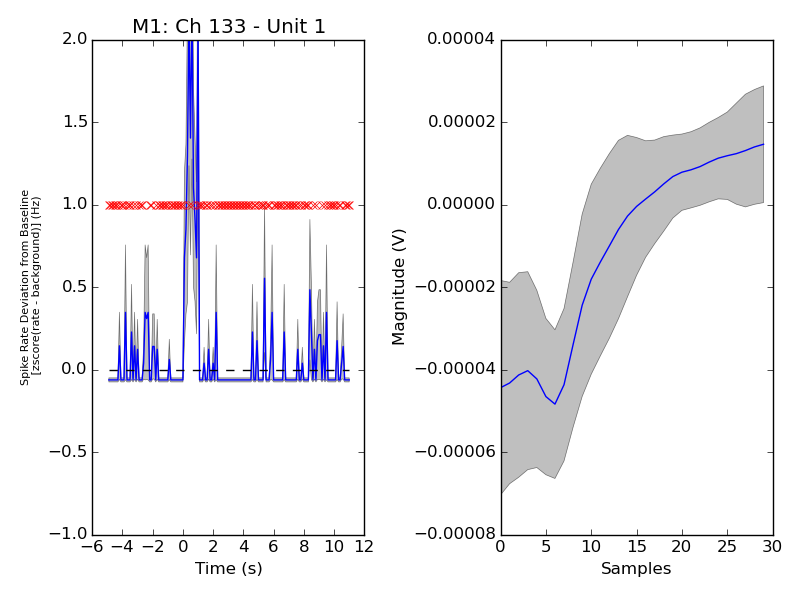 M1: Ch 133 - Unit 1
2.0
1.5
1.0
0.5
0.0
−0.5
−1.0
Spike Rate Deviation from Baseline
[zscore(rate - background)] (Hz)
−6 −4 −2 0 2 4 6 8 10 12
Time (s)
0.00004
0.00002
0.00000
−0.00002
−0.00004
−0.00006
−0.00008
Magnitude (V)
0 5 10 15 20 25 30
Samples